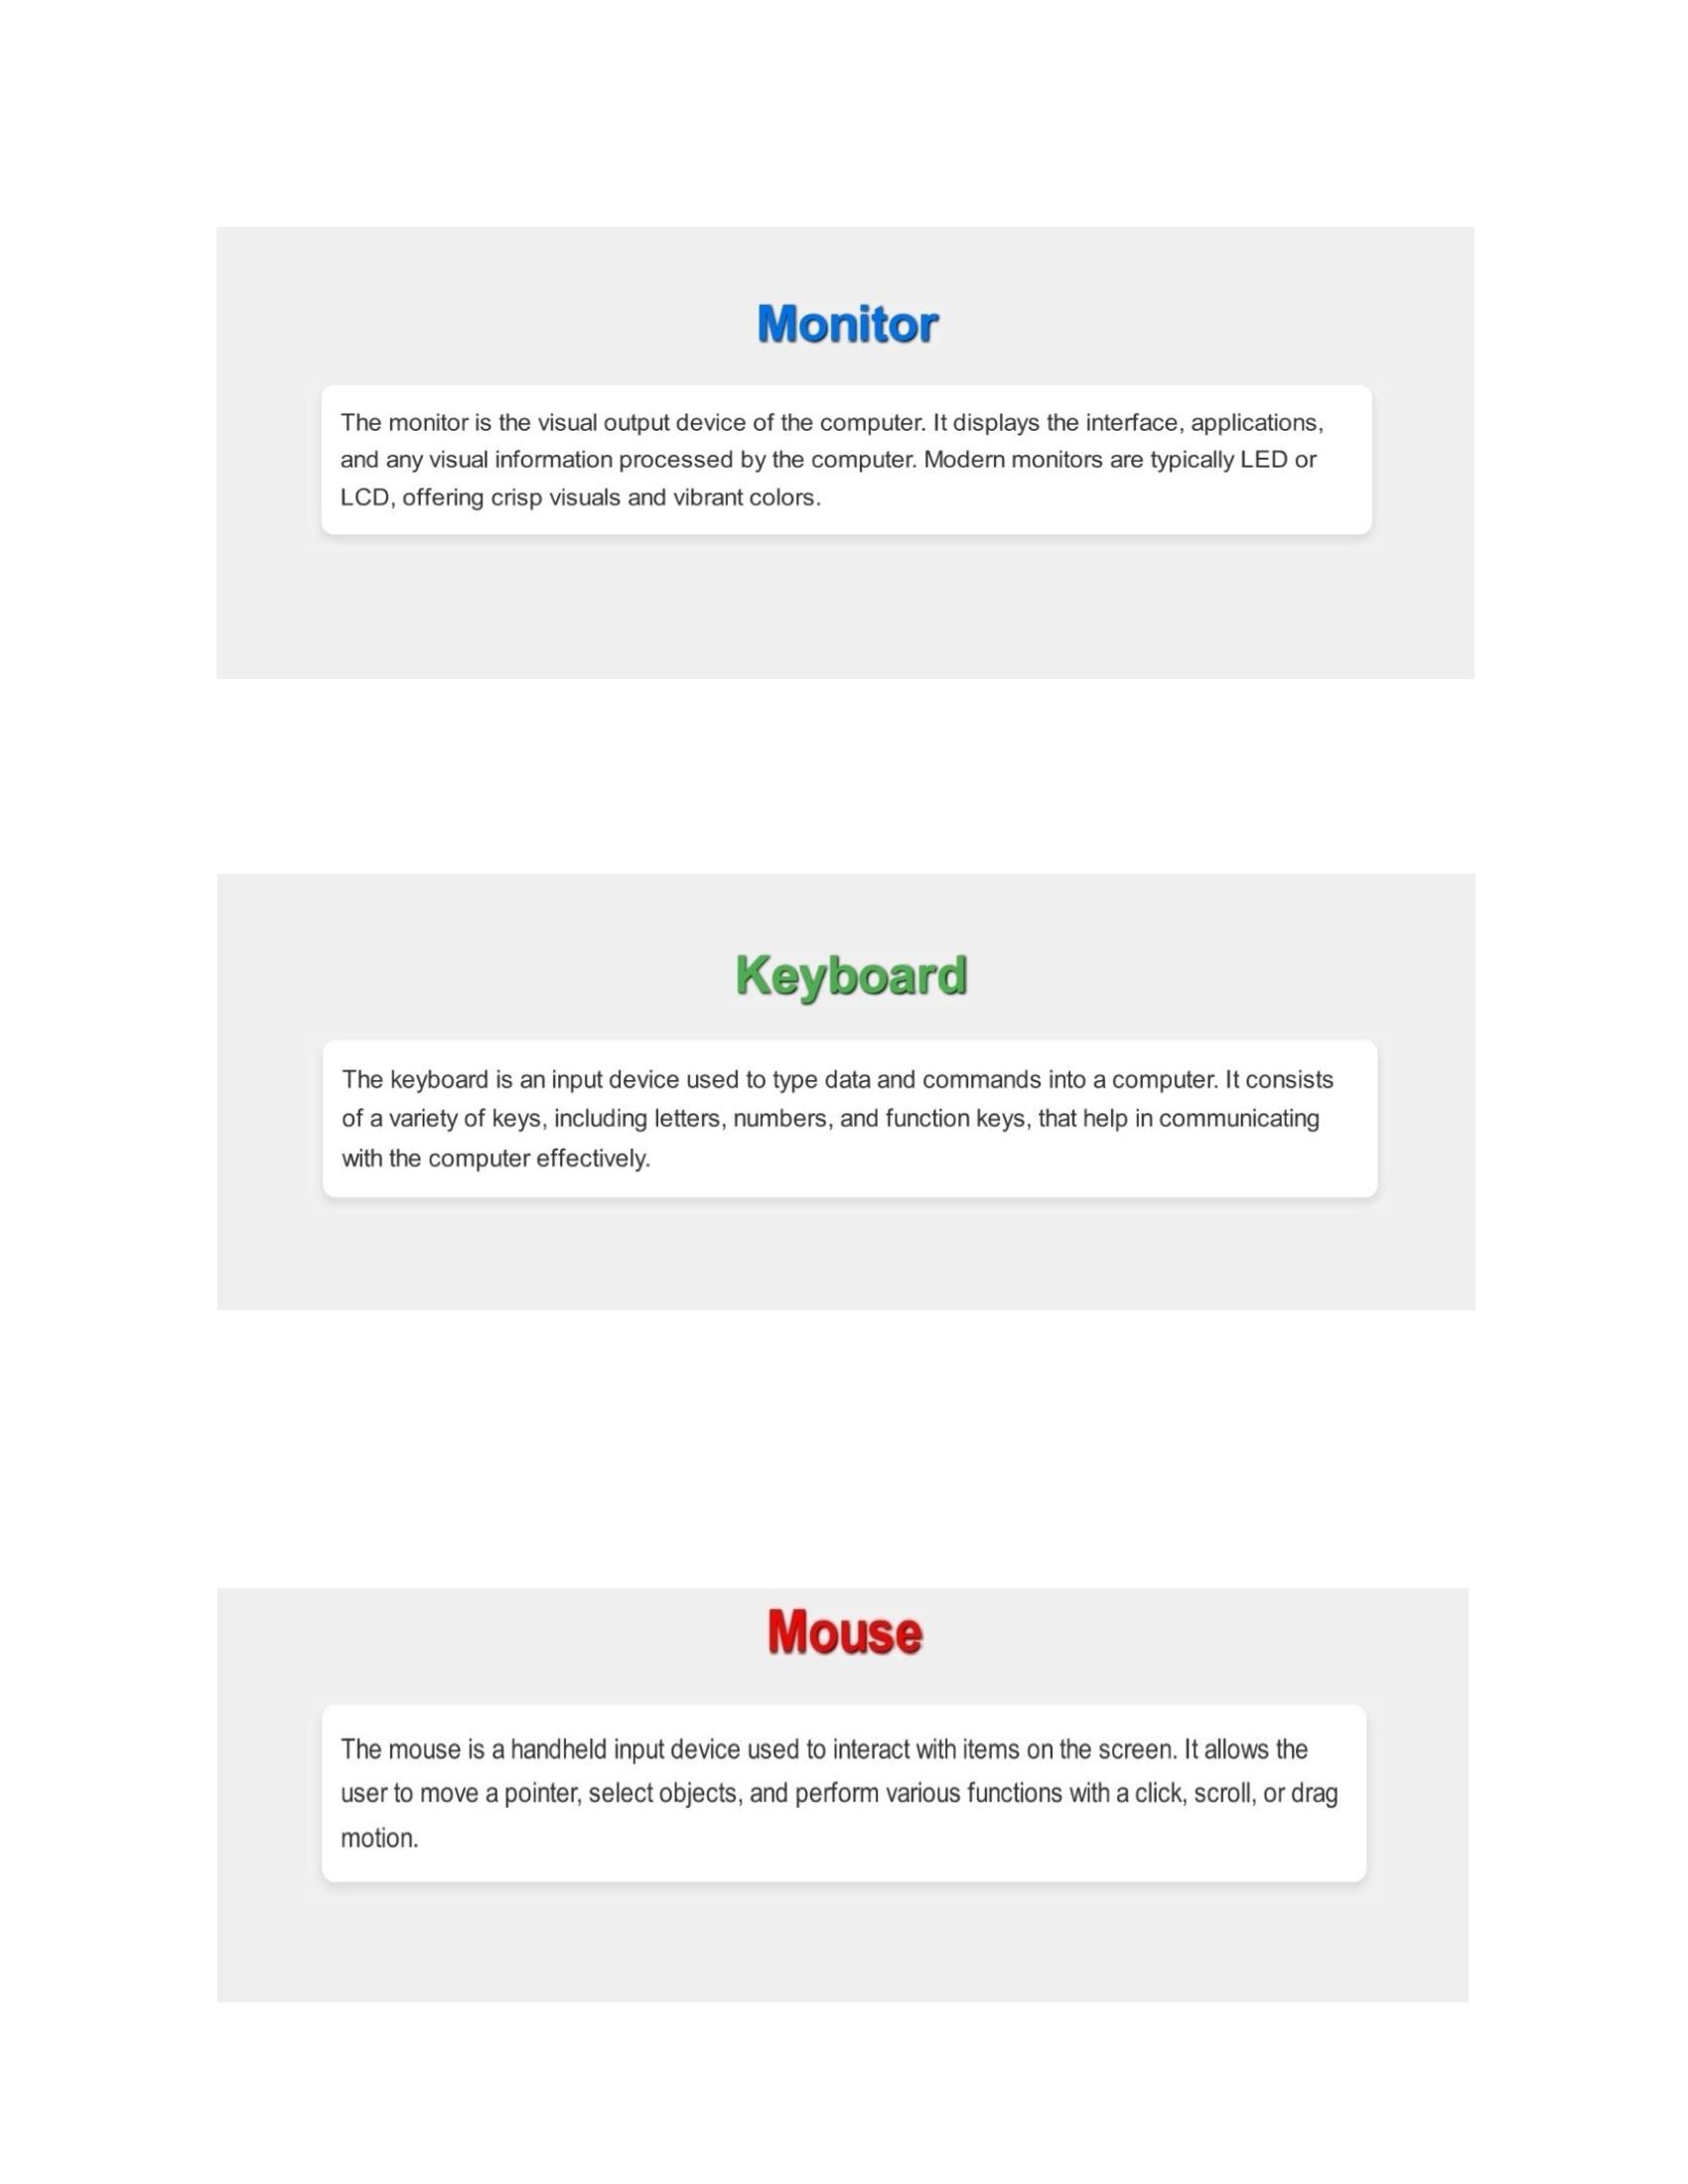 Monitor
The monitor is the visual output device of the computer. It displays the interface, applications,
and any visual information processed by the computer. Modern monitors are typically LED or
LCD, offering crisp visuals and vibrant colors.
Keyboard
The keyboard is an input device used to type data and commands into a computer. It consists
of a variety of keys, including letters, numbers, and function keys, that help in communicating
with the computer effectively.
Mouse
The mouse is a handheld input device used to interact with items on the screen. It allows the
user to move a pointer, select objects, and perform various functions with a click, scroll, or drag
motion.